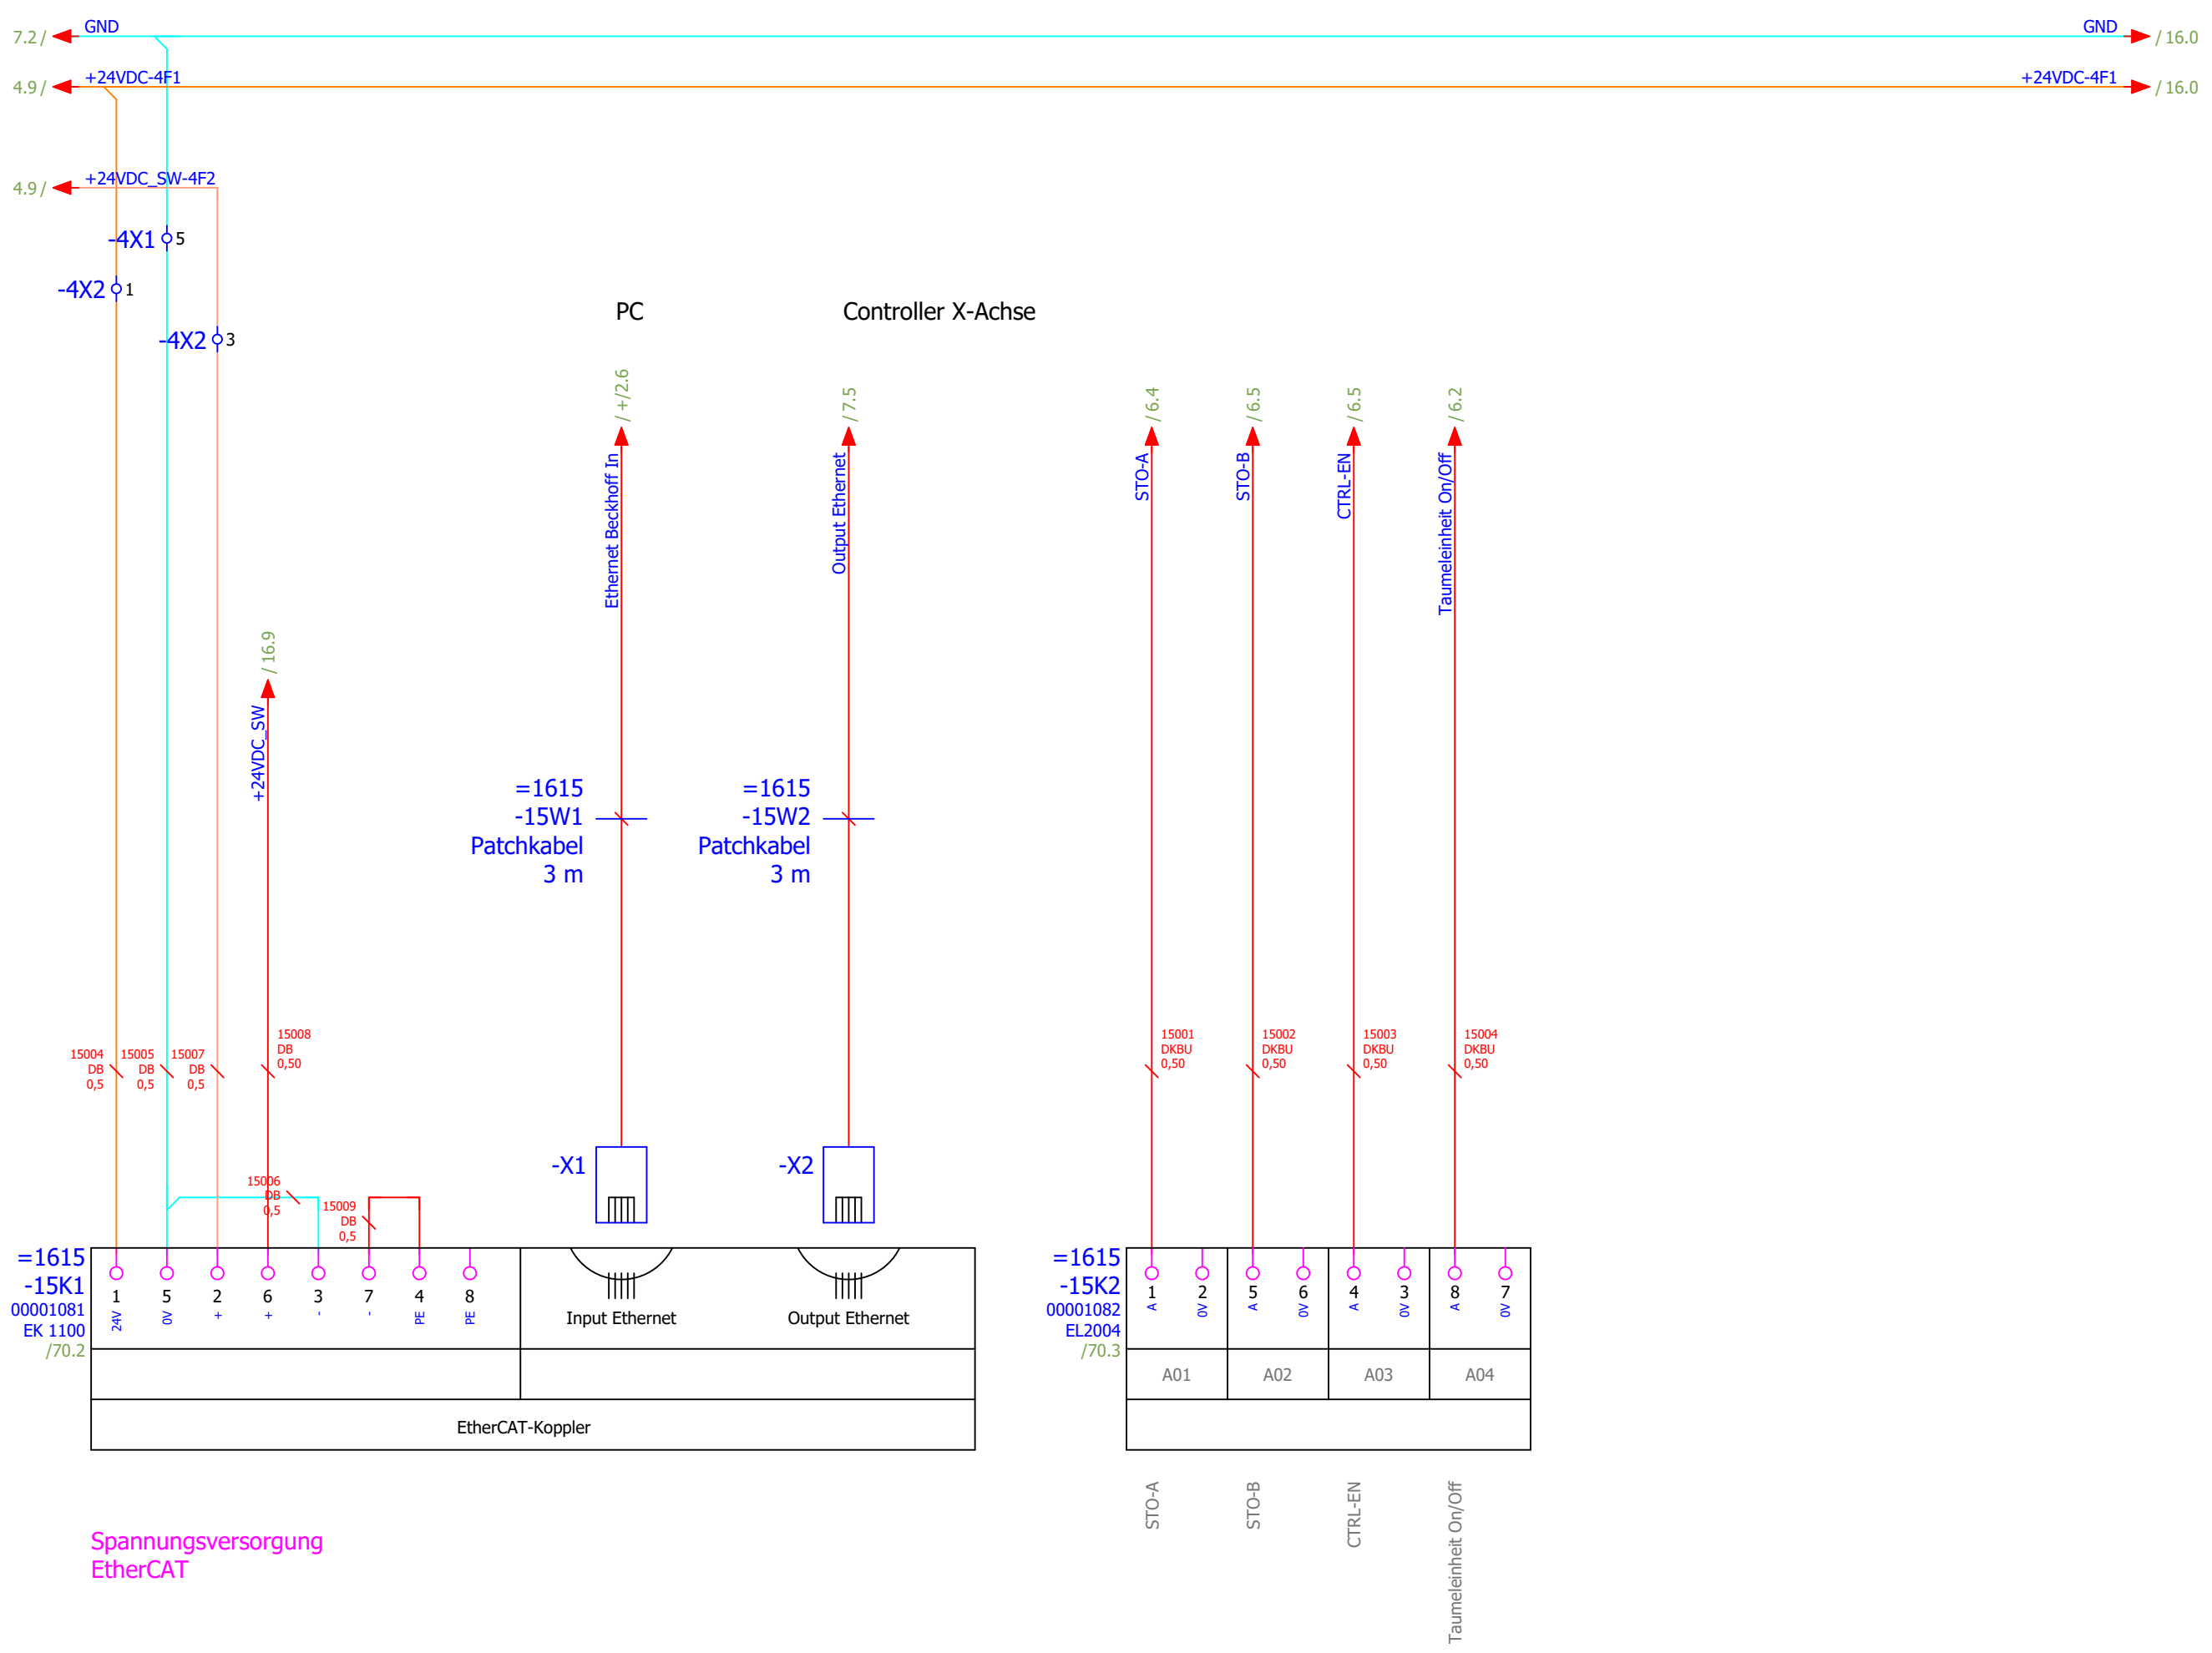 7.2 /
GND
GND
/ 16.0
4.9 /
+24VDC-4F1
+24VDC-4F1
/ 16.0
4.9 /
+24VDC_SW-4F2
-4X1
5
-4X2
1
-4X2
3
PC
Controller X-Achse
/ +/2.6
Ethernet Beckhoff In
/ 7.5
Output Ethernet
/ 6.4
STO-A
/ 6.5
STO-B
/ 6.5
CTRL-EN
/ 6.2
Taumeleinheit On/Off
/ 16.9
+24VDC_SW
=1615
-15W1
Patchkabel
3 m
=1615
-15W2
Patchkabel
3 m
15004
DB
0,5
15005
DB
0,5
15007
DB
0,5
15008
DB
0,50
15001
DKBU
0,50
15002
DKBU
0,50
15003
DKBU
0,50
15004
DKBU
0,50
15006
DB
0,5
15009
DB
0,5
-X1
-X2
=1615
-15K1
00001081
EK 1100
/70.2
1
5
2
6
3
7
4
8
24V
0V
+
+
-
-
PE
PE
Input Ethernet
Output Ethernet
EtherCAT-Koppler
=1615
-15K2
00001082
EL2004
/70.3
1
2
5
6
4
3
8
7
A
0V
A
0V
A
0V
A
0V
A01
A02
A03
A04
STO-A
STO-B
CTRL-EN
Taumeleinheit On/Off
Spannungsversorgung
EtherCAT